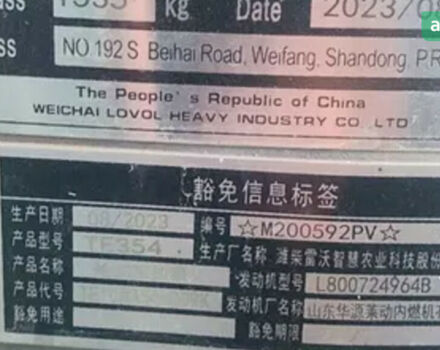 1535 kg Date 2023/0
ss NO.192 S Beihai Road, Weifang, Shandong, P.R
The People's Republic of China
WEICHAI LOVOL HEAVY INDUSTRY CO LTD
豁免信息标签
生产日期 08/2023 编号 ☆M200592PV☆
产品型号 TE354 生产厂名称 潍柴雷沃智慧农业科技股份
产品名称 发动机型号 L800724964B
产品代号 发动机厂名称 山东华源莱动内燃机有
豁免用途 豁免期限